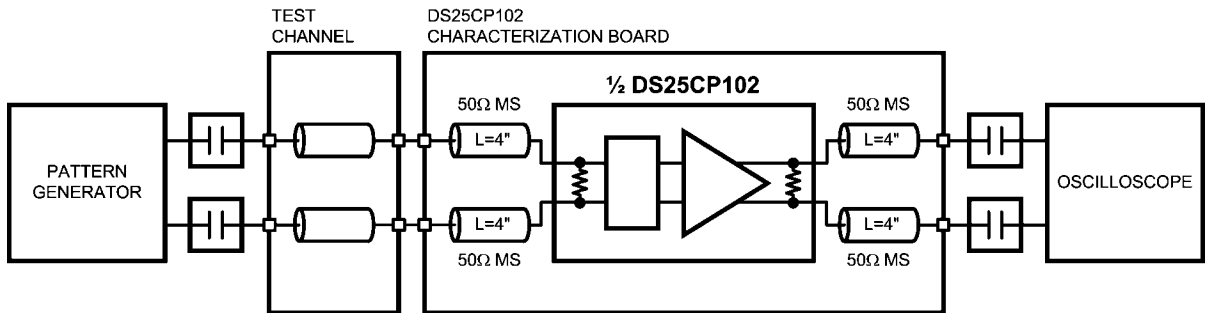 TEST
CHANNEL
DS25CP102
CHARACTERIZATION BOARD
½ DS25CP102
50Ω MS
50Ω MS
L=4"
L=4"
PATTERN
GENERATOR
OSCILLOSCOPE
L=4"
L=4"
50Ω MS
50Ω MS